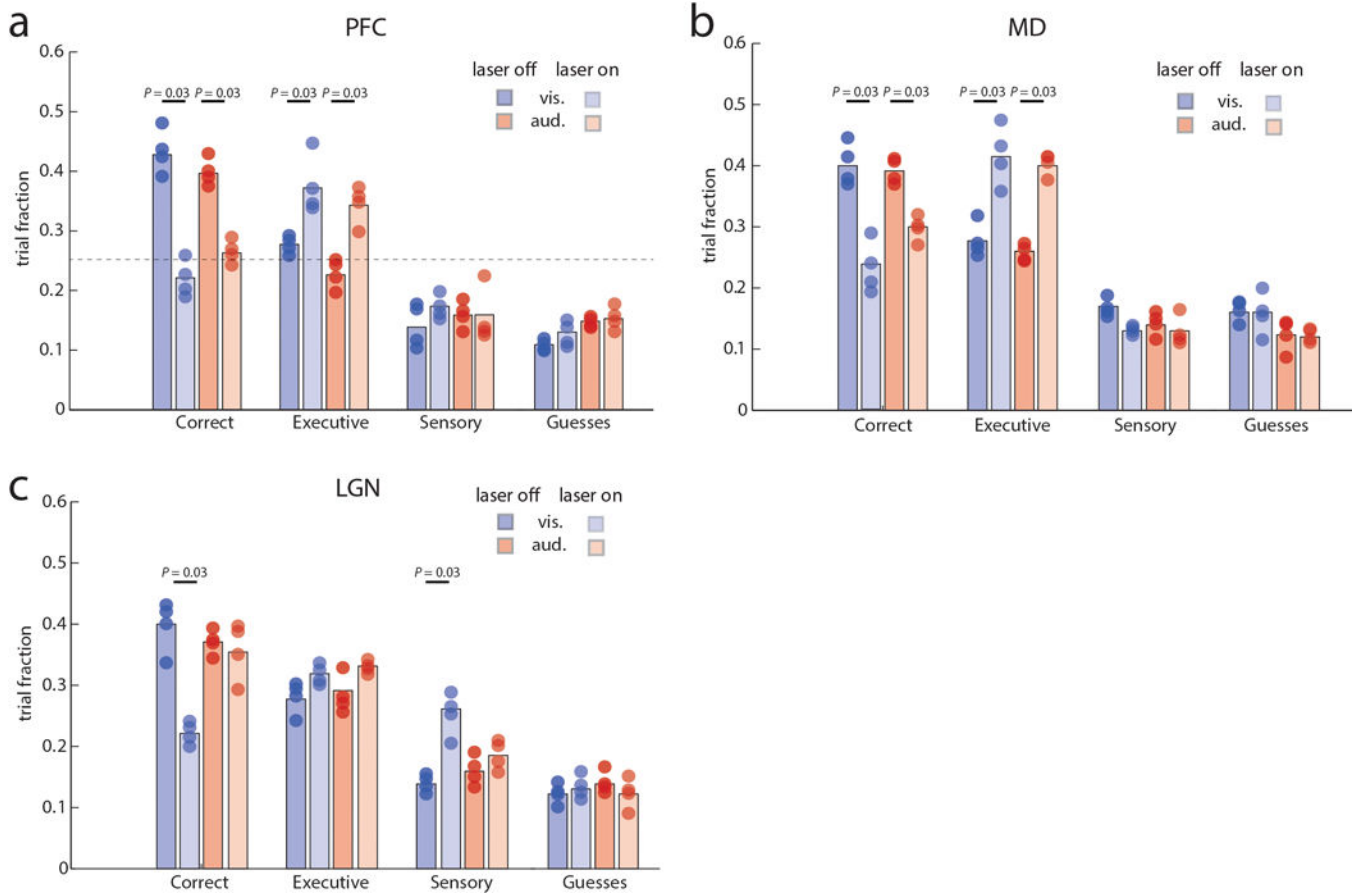 a
PFC
0.6
0.5
0.4
0.3
0.2
0.1
0
trial fraction
laser off laser on
vis.
aud.
P = 0.03 P = 0.03 P = 0.03 P = 0.03
Correct Executive Sensory Guesses
b
MD
0.6
0.5
0.4
0.3
0.2
0.1
0
trial fraction
laser off laser on
vis.
aud.
P = 0.03 P = 0.03 P = 0.03 P = 0.03
Correct Executive Sensory Guesses
c
LGN
0.6
0.5
0.4
0.3
0.2
0.1
0
trial fraction
laser off laser on
vis.
aud.
P = 0.03 P = 0.03
Correct Executive Sensory Guesses